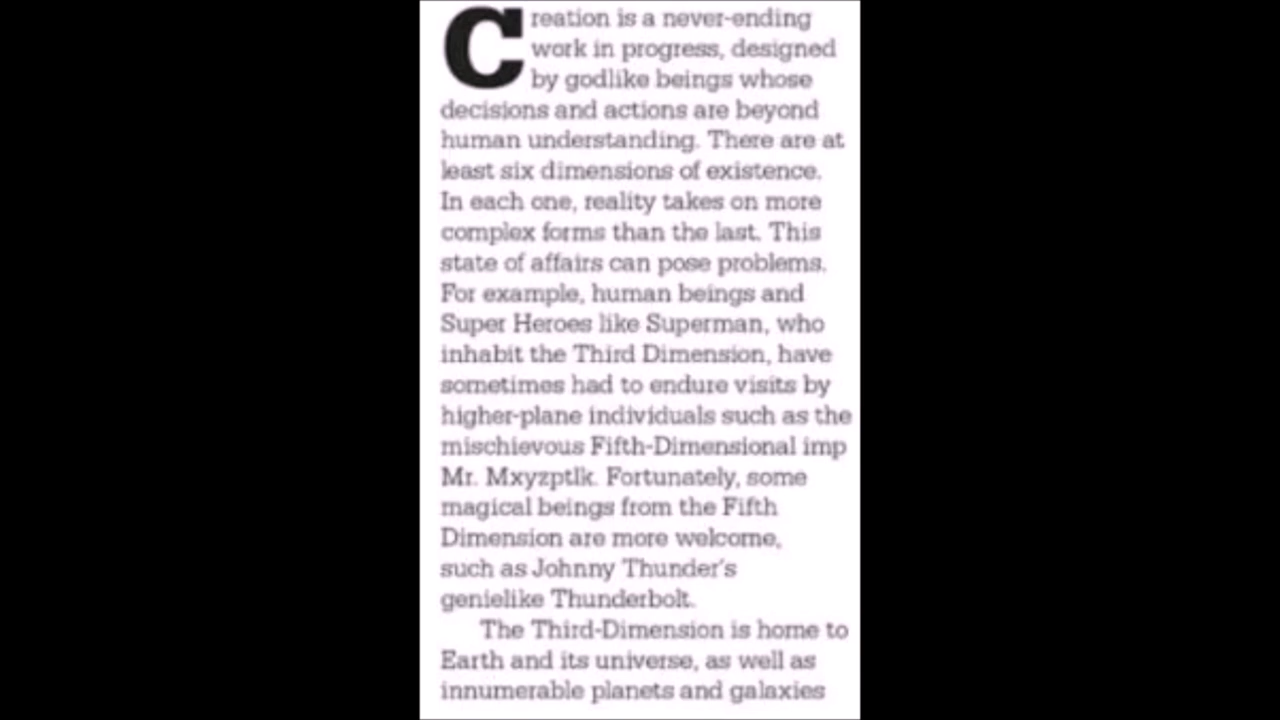 Creation is a never-ending
work in progress, designed
by godlike beings whose
decisions and actions are beyond
human understanding. There are at
least six dimensions of existence.
In each one, reality takes on more
complex forms than the last. This
state of affairs can pose problems.
For example, human beings and
Super Heroes like Superman, who
inhabit the Third Dimension, have
sometimes had to endure visits by
higher-plane individuals such as the
mischievous Fifth-Dimensional imp
Mr. Mxyzptlk. Fortunately, some
magical beings from the Fifth
Dimension are more welcome,
such as Johnny Thunder's
genielike Thunderbolt.
The Third-Dimension is home to
Earth and its universe, as well as
innumerable planets and galaxies